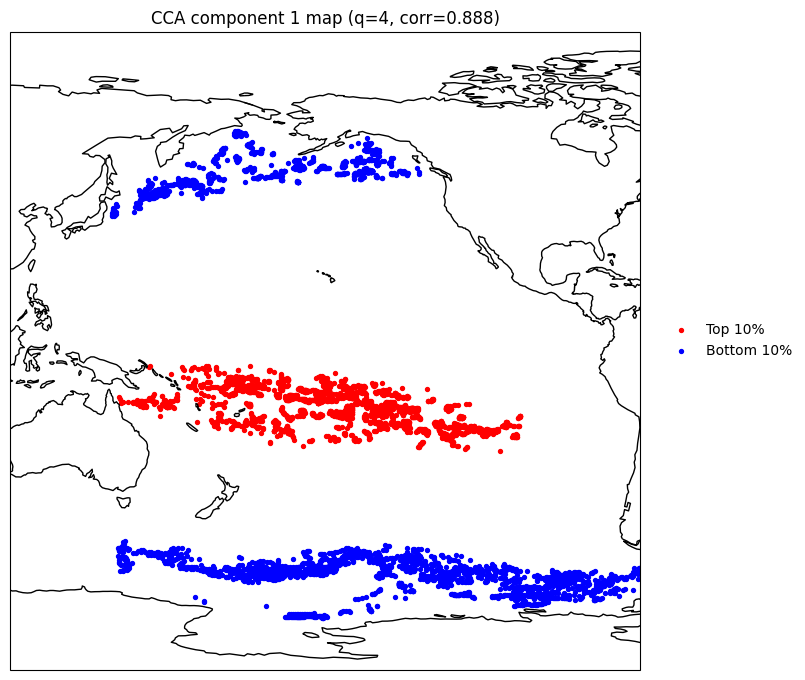 CCA component 1 map (q=4, corr=0.888)
Top 10%
Bottom 10%